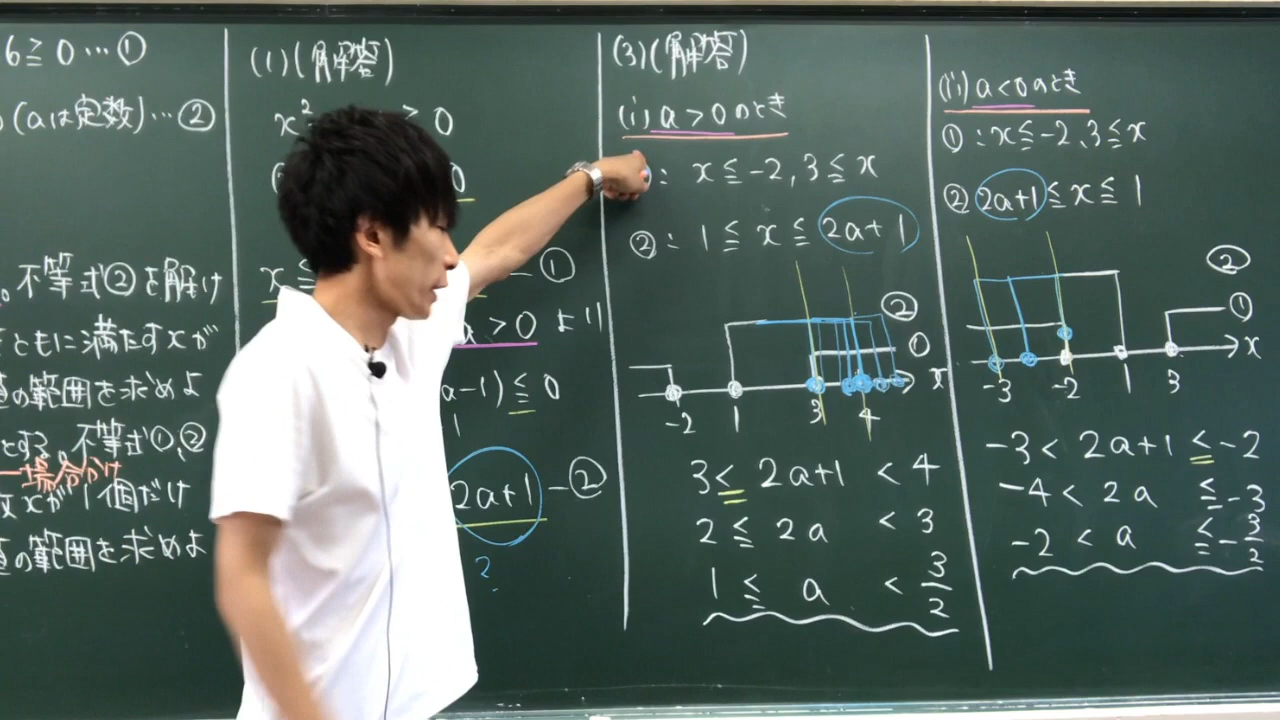 6≧0…①
(aは定数)…②
不等式②を解け
ともに満たすxが
の範囲を求めよ
とする。不等式①,②
場合分け
xが1個だけ
の範囲を求めよ
(1)(解答)
x² ≧ 0
0
x≦ -①
a>0 より
a-1)≦0
1
2a+1 -②
?
(3)(解答)
(i) a>0のとき
: x≦-2, 3≦x
②: 1≦x≦2a+1
②
①
-2 1 3 4 x
3≦2a+1<4
2≦2a<3
1≦a<3/2
(ii) a<0のとき
①: x≦-2, 3≦x
② 2a+1≦x≦1
②
①
-3 -2 1 3 x
-3<2a+1≦-2
-4<2a≦-3
-2<a≦-3/2